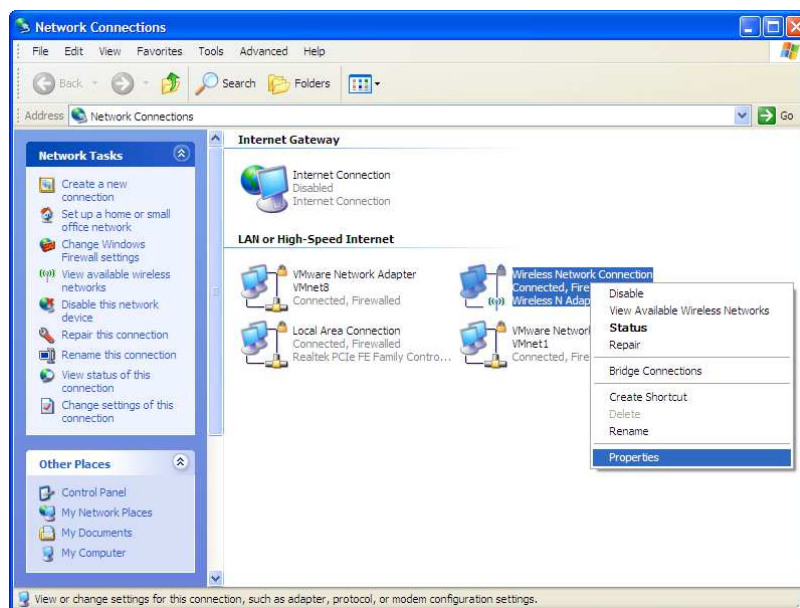 Network Connections
File Edit View Favorites Tools Advanced Help
Back Search Folders
Address Network Connections Go
Network Tasks
Create a new
connection
Set up a home or small
office network
Change Windows
Firewall settings
View available wireless
networks
Disable this network
device
Repair this connection
Rename this connection
View status of this
connection
Change settings of this
connection
Other Places
Control Panel
My Network Places
My Documents
My Computer
Internet Gateway
Internet Connection
Disabled
Internet Connection
LAN or High-Speed Internet
VMware Network Adapter
VMnet8
Connected, Firewalled
Wireless Network Connection
Connected, Fire
Wireless N Adap
Local Area Connection
Connected, Firewalled
Realtek PCIe FE Family Contro...
VMware Network
VMnet1
Connected, Fire
Disable
View Available Wireless Networks
Status
Repair
Bridge Connections
Create Shortcut
Delete
Rename
Properties
View or change settings for this connection, such as adapter, protocol, or modem configuration settings.